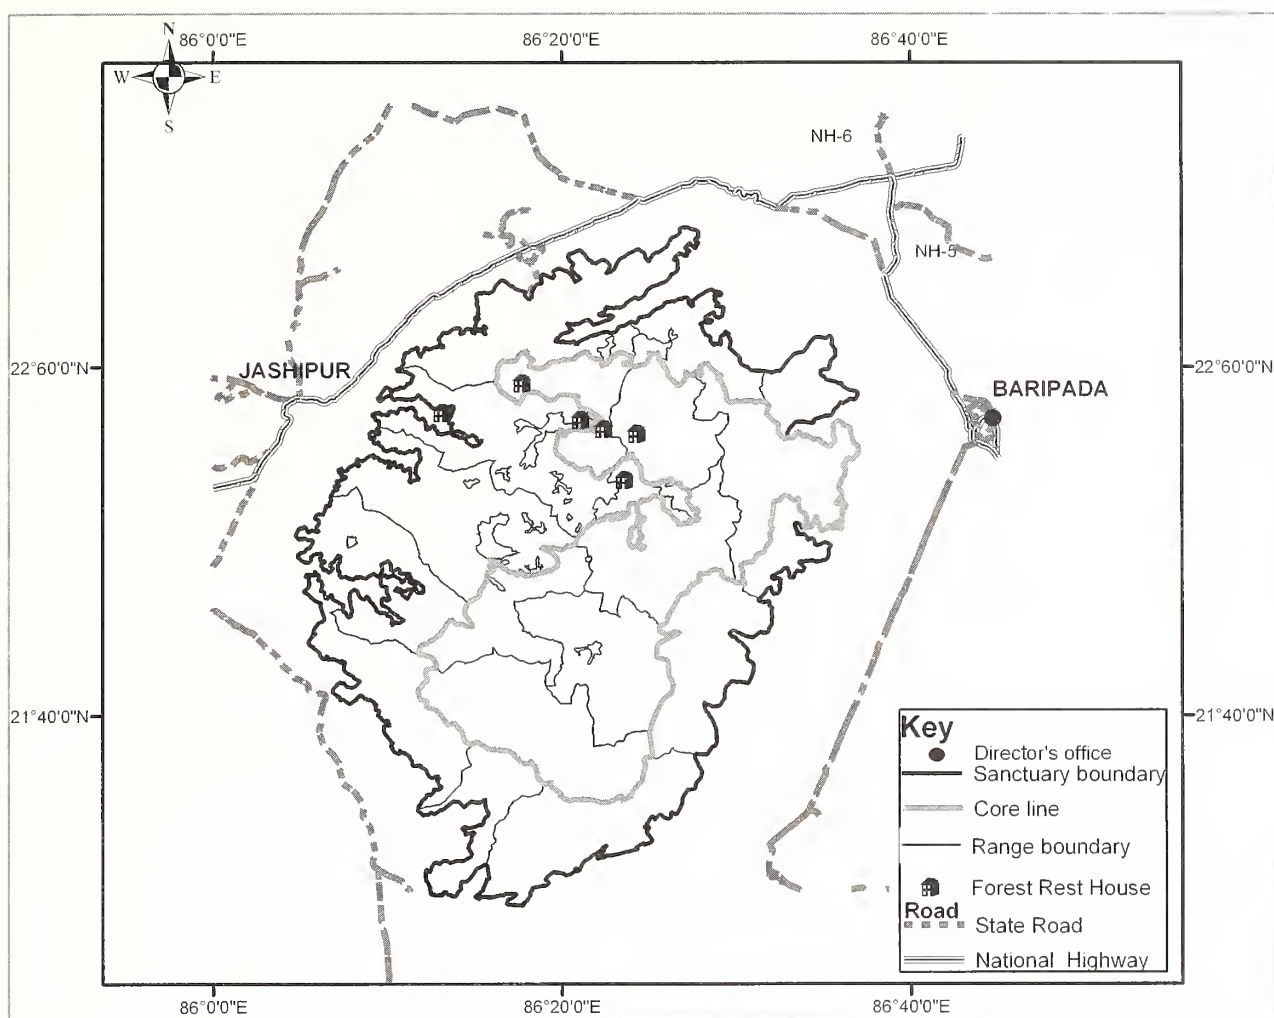 N
W E
S
86°0'0"E 86°20'0"E 86°40'0"E
NH-6
NH-5
22°60'0"N 22°60'0"N
JASHIPUR
BARIPADA
21°40'0"N 21°40'0"N
Key
Director's office
Sanctuary boundary
Core line
Range boundary
Forest Rest House
Road
State Road
National Highway
86°0'0"E 86°20'0"E 86°40'0"E